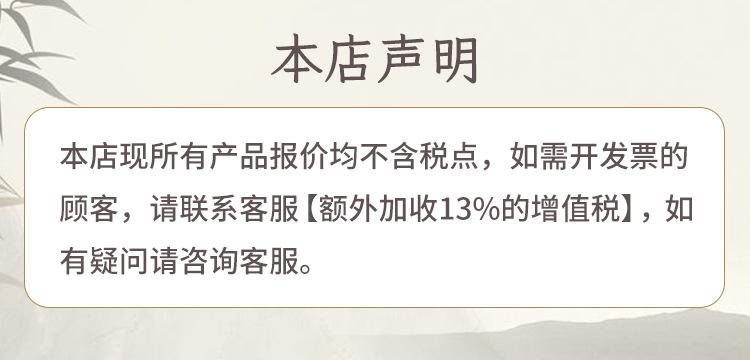 本店声明
本店现所有产品报价均不含税点，如需开发票的
顾客，请联系客服【额外加收13%的增值税】，如
有疑问请咨询客服。